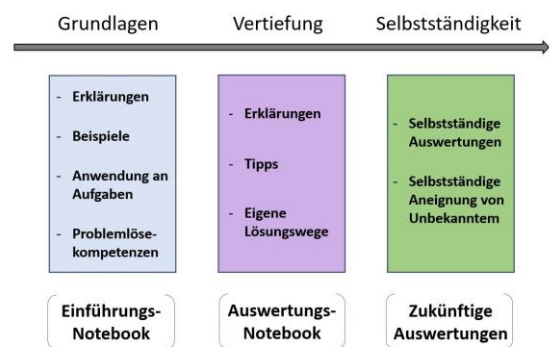 Grundlagen
Vertiefung
Selbstständigkeit
- Erklärungen
- Beispiele
- Anwendung an
Aufgaben
- Problemlöse-
kompetenzen
- Erklärungen
- Tipps
- Eigene
Lösungswege
- Selbstständige
Auswertungen
- Selbstständige
Aneignung von
Unbekanntem
Einführungs-
Notebook
Auswertungs-
Notebook
Zukünftige
Auswertungen